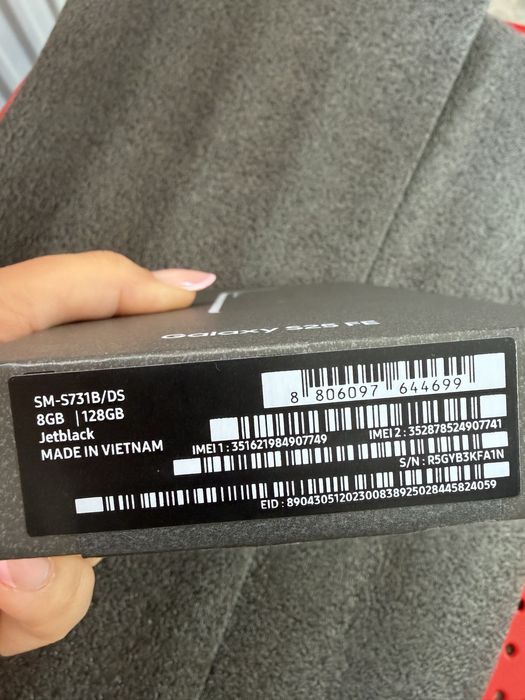 Galaxy S25 FE
SM-S731B/DS
8GB | 128GB
Jetblack
MADE IN VIETNAM
8 806097 644699
IMEI 1 : 351621984907749
IMEI 2 : 352878524907741
S/N : R5GYB3KFA1N
EID : 89043051202300838925028445824059